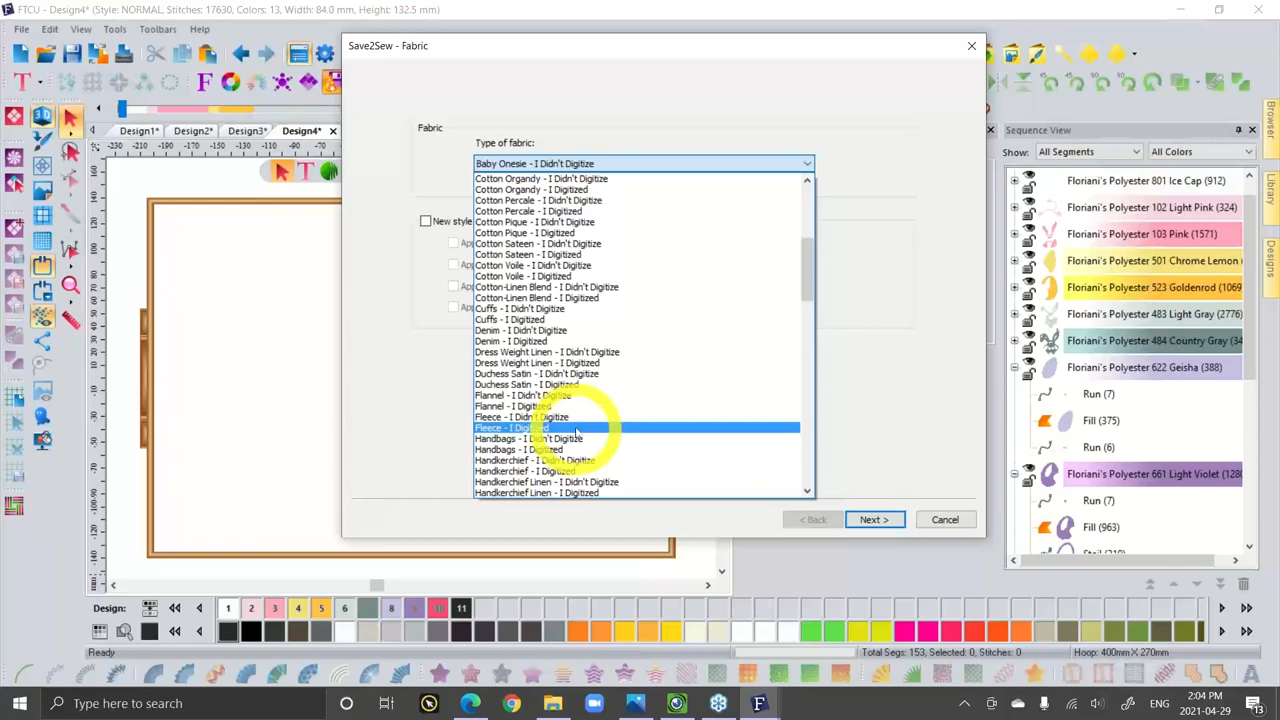 FTCU - Design4* (Style: NORMAL, Stitches: 17630, Colors: 13, Width: 84.0 mm, Height: 132.5 mm)
File Edit View Tools Toolbars Help
Save2Sew - Fabric
Design1* Design2* Design3* Design4*
Fabric
Type of fabric:
Baby Onesie - I Didn't Digitize
Cotton Organdy - I Didn't Digitize
Cotton Organdy - I Digitized
Cotton Percale - I Didn't Digitize
Cotton Percale - I Digitized
Cotton Pique - I Didn't Digitize
Cotton Pique - I Digitized
Cotton Sateen - I Didn't Digitize
Cotton Sateen - I Digitized
Cotton Voile - I Didn't Digitize
Cotton Voile - I Digitized
Cotton-Linen Blend - I Didn't Digitize
Cotton-Linen Blend - I Digitized
Cuffs - I Didn't Digitize
Cuffs - I Digitized
Denim - I Didn't Digitize
Denim - I Digitized
Dress Weight Linen - I Didn't Digitize
Dress Weight Linen - I Digitized
Duchess Satin - I Didn't Digitize
Duchess Satin - I Digitized
Flannel - I Didn't Digitize
Flannel - I Digitized
Fleece - I Didn't Digitize
Fleece - I Digitized
Handbags - I Didn't Digitize
Handbags - I Digitized
Handkerchief - I Didn't Digitize
Handkerchief - I Digitized
Handkerchief Linen - I Didn't Digitize
Handkerchief Linen - I Digitized
New style
< Back Next > Cancel
Sequence View
Show: All Segments All Colors
Floriani's Polyester 801 Ice Cap (912)
Floriani's Polyester 102 Light Pink (324)
Floriani's Polyester 103 Pink (1571)
Floriani's Polyester 501 Chrome Lemon
Floriani's Polyester 523 Goldenrod (1069
Floriani's Polyester 483 Light Gray (2776)
Floriani's Polyester 484 Country Gray (34
Floriani's Polyester 622 Geisha (388)
Run (7)
Fill (375)
Run (6)
Floriani's Polyester 661 Light Violet (1280
Run (7)
Fill (963)
Browser
Library
Designs
Design: 1 2 3 4 5 6 8 11
Ready
Total Segs: 153, Selected: 0, Stitches: 0
Hoop: 400mm X 270mm
Type here to search
2:04 PM
2021-04-29
13